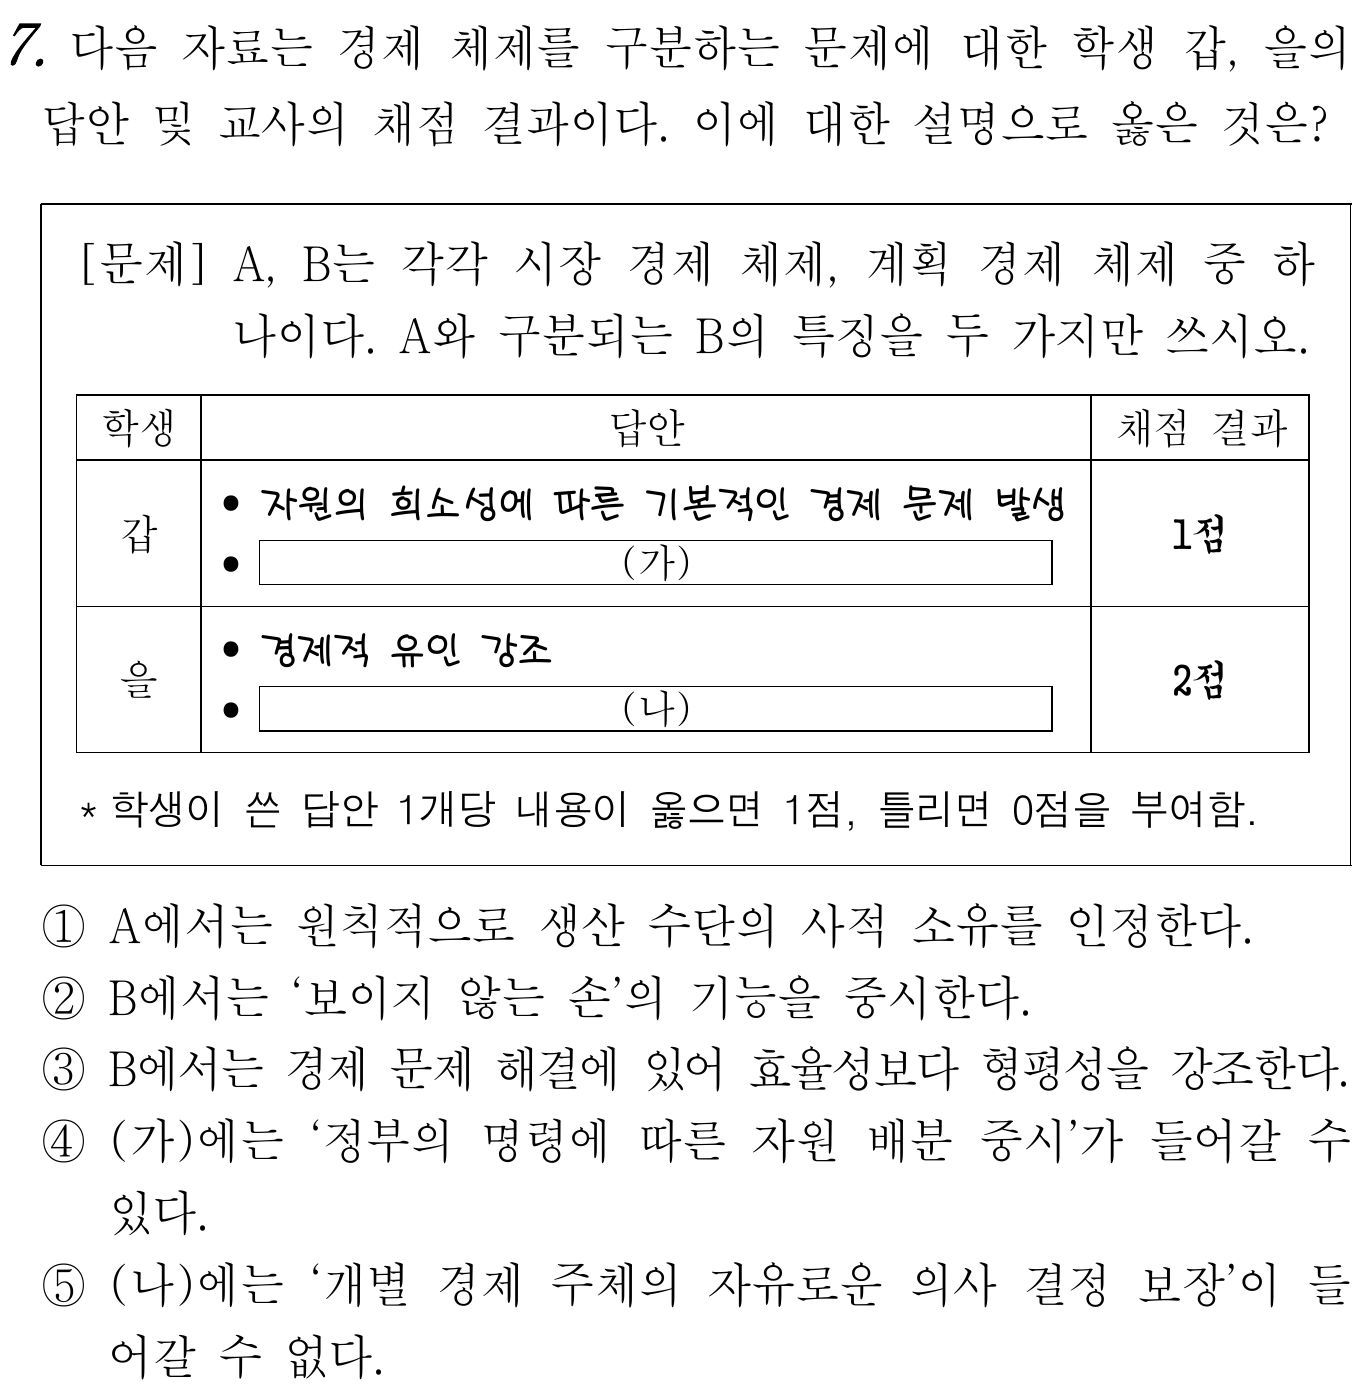 7. 다음 자료는 경제 체제를 구분하는 문제에 대한 학생 갑, 을의
답안 및 교사의 채점 결과이다. 이에 대한 설명으로 옳은 것은?
[문제] A, B는 각각 시장 경제 체제, 계획 경제 체제 중 하
나이다. A와 구분되는 B의 특징을 두 가지만 쓰시오.
학생 답안 채점 결과
갑
• 자원의 희소성에 따른 기본적인 경제 문제 발생
• (가)
1점
을
• 경제적 유인 강조
• (나)
2점
* 학생이 쓴 답안 1개당 내용이 옳으면 1점, 틀리면 0점을 부여함.
① A에서는 원칙적으로 생산 수단의 사적 소유를 인정한다.
② B에서는 ‘보이지 않는 손’의 기능을 중시한다.
③ B에서는 경제 문제 해결에 있어 효율성보다 형평성을 강조한다.
④ (가)에는 ‘정부의 명령에 따른 자원 배분 중시’가 들어갈 수
있다.
⑤ (나)에는 ‘개별 경제 주체의 자유로운 의사 결정 보장’이 들
어갈 수 없다.